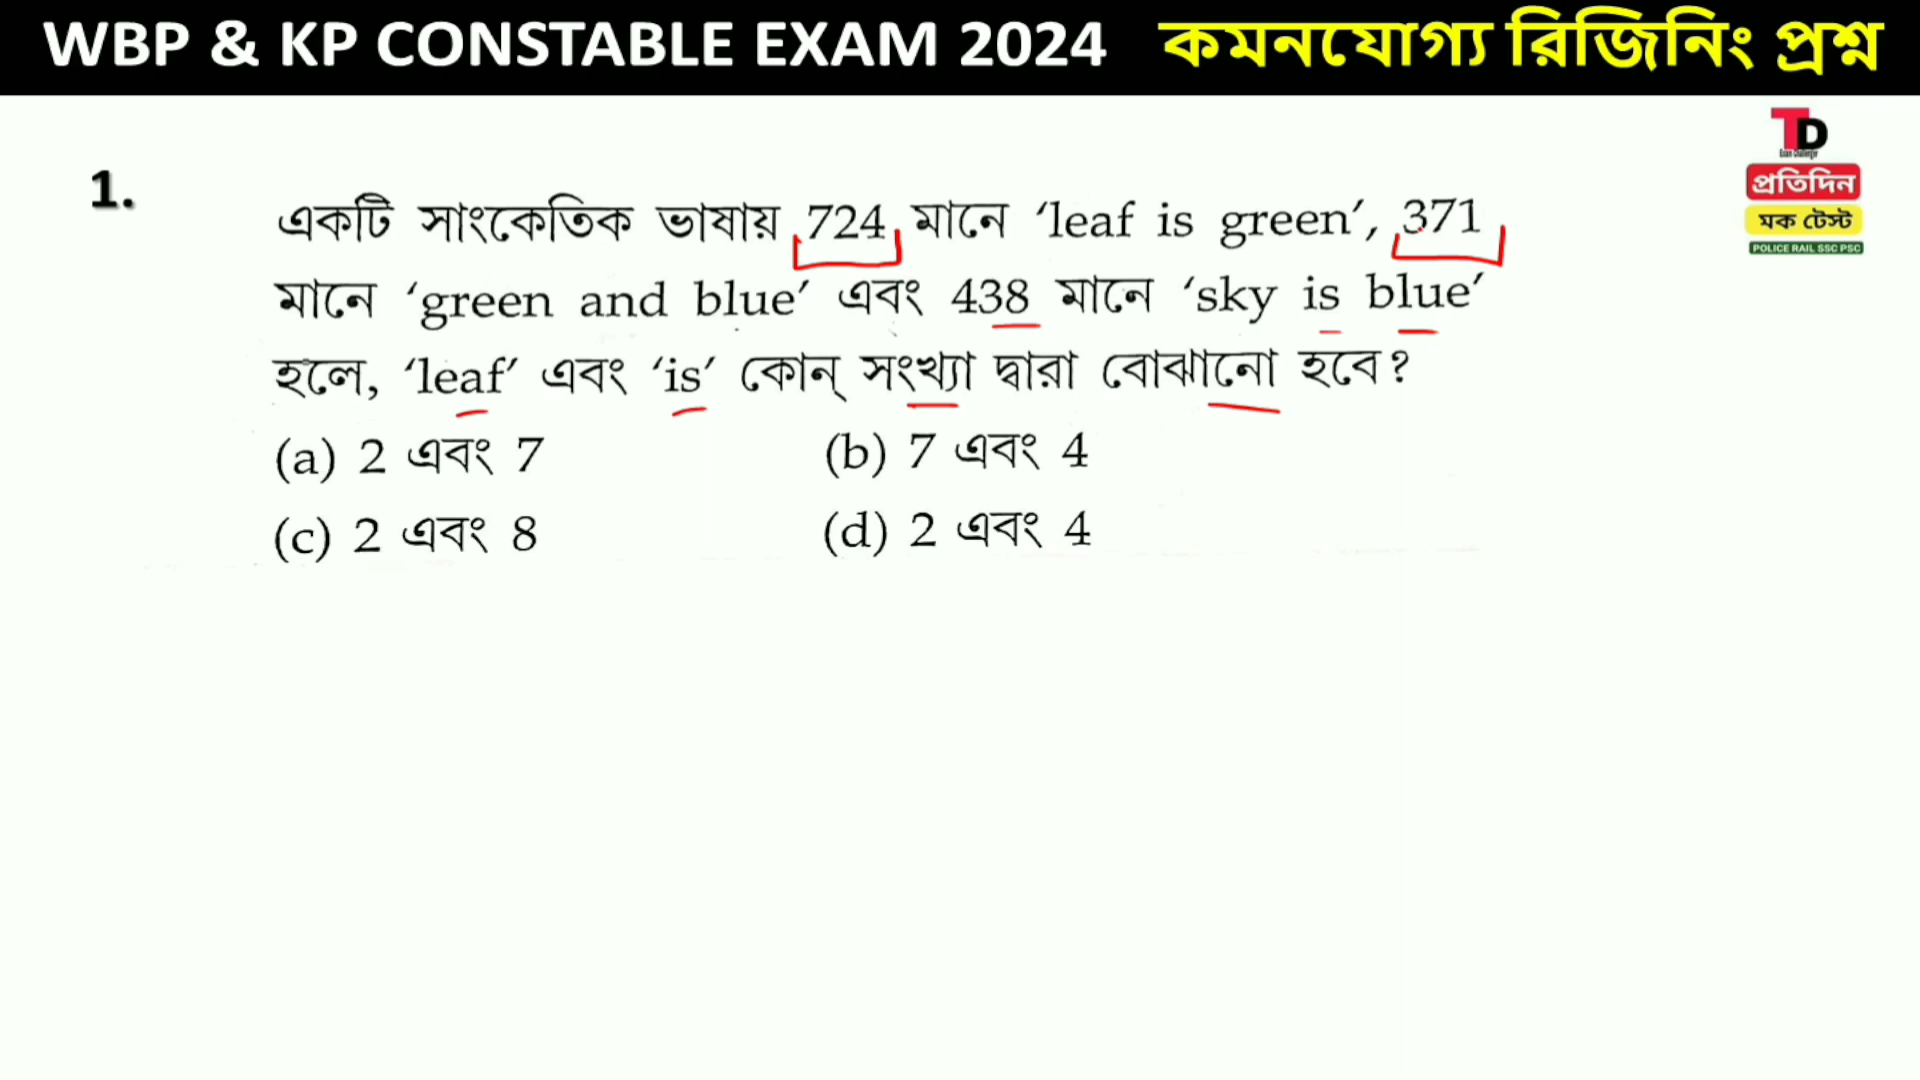 WBP & KP CONSTABLE EXAM 2024 কমনযোগ্য রিজিনিং প্রশ্ন
TD
প্রতিদিন
মক টেস্ট
POLICE RAIL SSC PSC
1.
একটি সাংকেতিক ভাষায় 724 মানে ‘leaf is green’, 371
মানে ‘green and blue’ এবং 438 মানে ‘sky is blue’
হলে, ‘leaf’ এবং ‘is’ কোন্ সংখ্যা দ্বারা বোঝানো হবে?
(a) 2 এবং 7 (b) 7 এবং 4
(c) 2 এবং 8 (d) 2 এবং 4